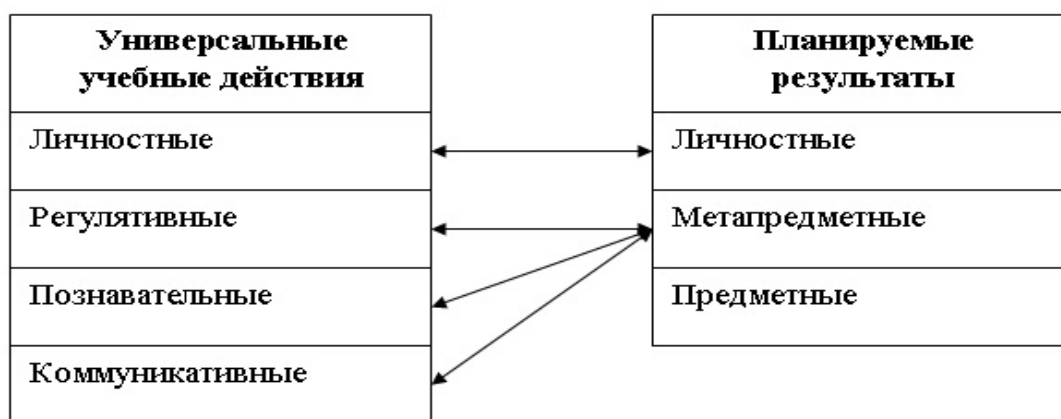 Универсальные
учебные действия
Личностные
Регулятивные
Познавательные
Коммуникативные
Планируемые
результаты
Личностные
Метапредметные
Предметные